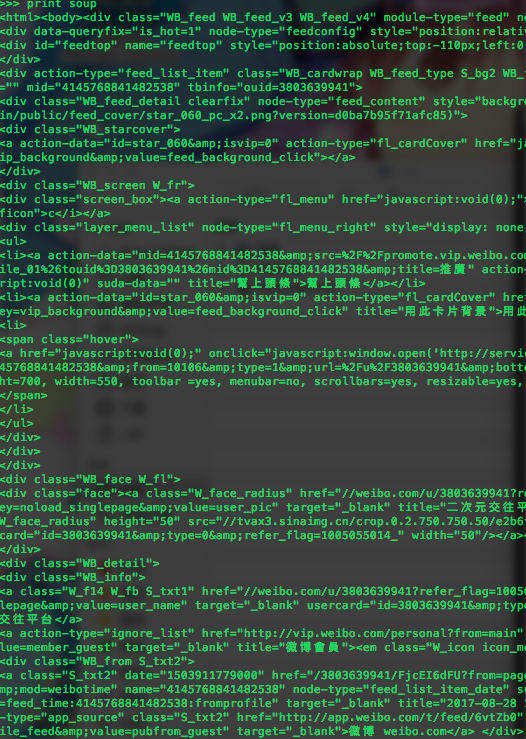 >>> print soup
<html><body><div class="WB_feed WB_feed_v3 WB_feed_v4" module-type="feed" no
<div data-queryfix="is_hot=1" node-type="feedconfig" style="position:relativ
<div id="feedtop" name="feedtop" style="position:absolute;top:-110px;left:0
</div>
<div action-type="feed_list_item" class="WB_cardwrap WB_feed_type S_bg2 WB_
="" mid="4145768841482538" tbinfo="ouid=3803639941">
<div class="WB_feed_detail clearfix" node-type="feed_content" style="backgro
in/public/feed_cover/star_060_pc_x2.png?version=d0ba7b95f71afc85)">
<div class="WB_starcover">
<a action-data="id=star_060&amp;isvip=0" action-type="fl_cardCover" href="ja
ip_background&amp;value=feed_background_click"></a>
</div>
<div class="WB_screen W_fr">
<div class="screen_box"><a action-type="fl_menu" href="javascript:void(0);">
ficon">c</i></a>
<div class="layer_menu_list" node-type="fl_menu_right" style="display: none
<ul>
<li><a action-data="mid=4145768841482538&amp;src=%2F%2Fpromote.vip.weibo.com
ile_01%26touid%3D3803639941%26mid%3D4145768841482538&amp;title=推廣" action-
ript:void(0)" suda-data="" title="幫上頭條">幫上頭條</a></li>
<li><a action-data="id=star_060&amp;isvip=0" action-type="fl_cardCover" href
ey=vip_background&amp;value=feed_background_click" title="用此卡片背景">用此
<li>
<span class="hover">
<a href="javascript:void(0);" onclick="javascript:window.open('http://servic
45768841482538&amp;from=10106&amp;type=1&amp;url=%2Fu%2F3803639941&amp;botto
ht=700, width=550, toolbar =yes, menubar=no, scrollbars=yes, resizable=yes,
</span>
</li>
</ul>
</div>
</div>
</div>
<div class="WB_face W_fl">
<div class="face"><a class="W_face_radius" href="//weibo.com/u/3803639941?re
ey=noload_singlepage&amp;value=user_pic" target="_blank" title="二次元交往平
W_face_radius" height="50" src="//tvax3.sinaimg.cn/crop.0.2.750.750.50/e2b6f
card="id=3803639941&amp;type=0&amp;refer_flag=1005055014_" width="50"/></a><
</div>
<div class="WB_detail">
<div class="WB_info">
<a class="W_f14 W_fb S_txt1" href="//weibo.com/u/3803639941?refer_flag=10050
lepage&amp;value=user_name" target="_blank" usercard="id=3803639941&amp;type
交往平台</a>
<a action-type="ignore_list" href="http://vip.weibo.com/personal?from=main"
lue=member_guest" target="_blank" title="微博會員"><em class="W_icon icon_me
<div class="WB_from S_txt2">
<a class="S_txt2" date="1503911779000" href="/3803639941/FjcEI6dFU?from=page
mp;mod=weibotime" name="4145768841482538" node-type="feed_list_item_date" su
=feed_time:4145768841482538:fromprofile" target="_blank" title="2017-08-28 1
-type="app_source" class="S_txt2" href="http://app.weibo.com/t/feed/6vtZb0"
ile_feed&amp;value=pubfrom_guest" target="_blank">微博 weibo.com</a> </div>